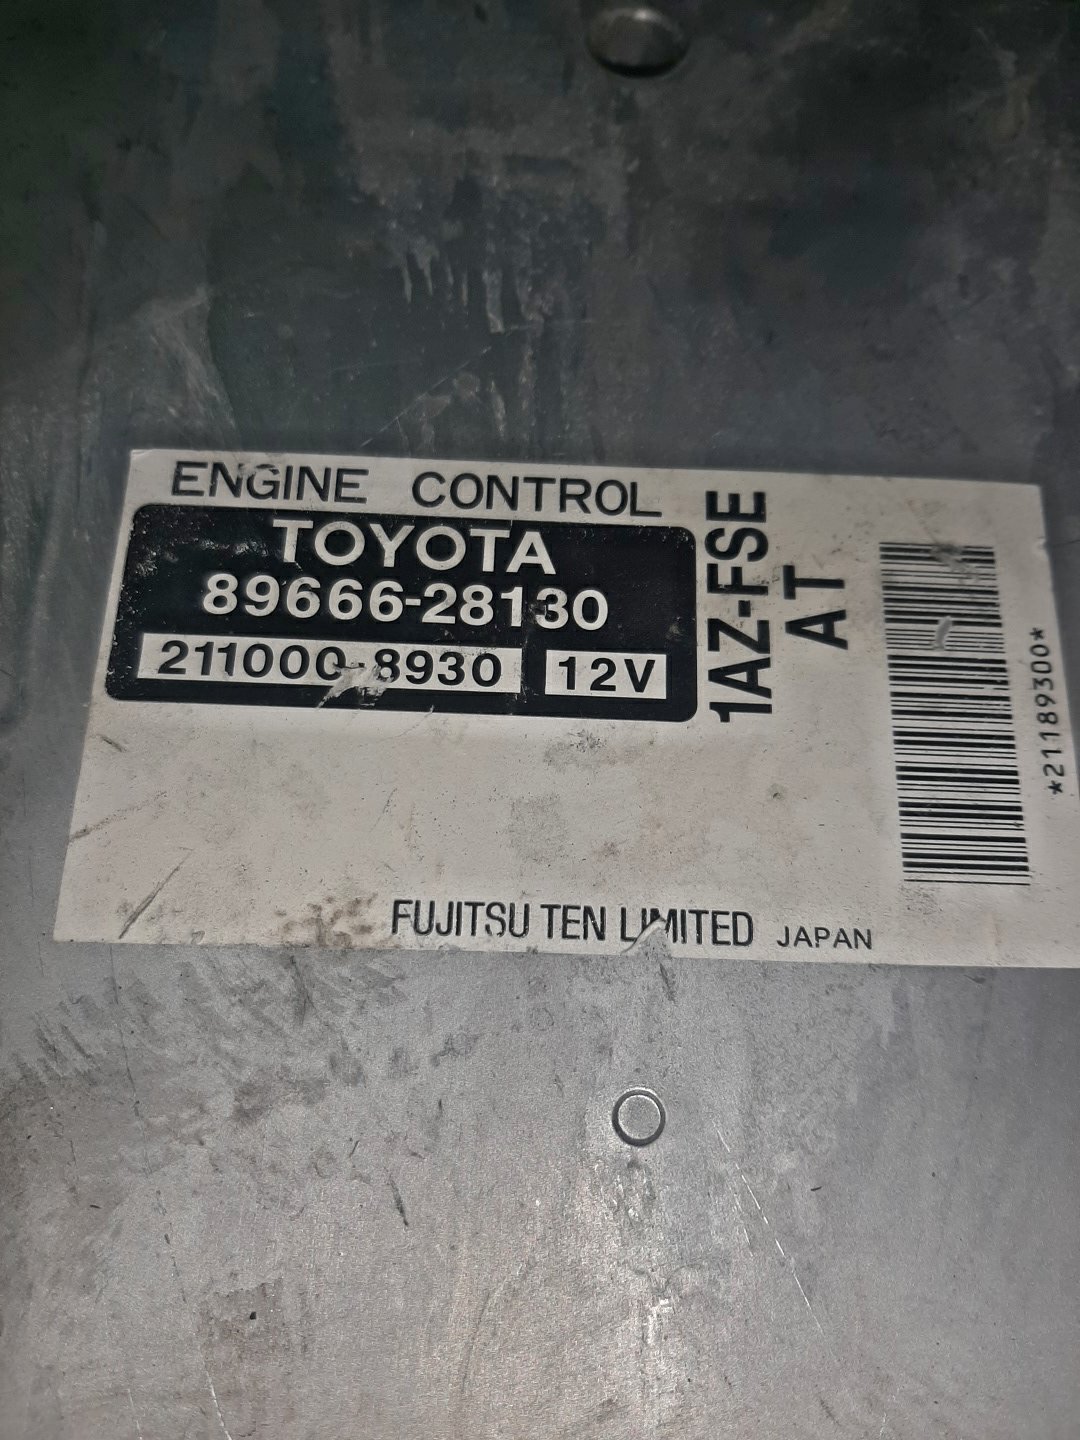 ENGINE CONTROL
TOYOTA
89666-28130
211000-8930 12V
1AZ-FSE
AT
*21189300*
FUJITSU TEN LIMITED JAPAN